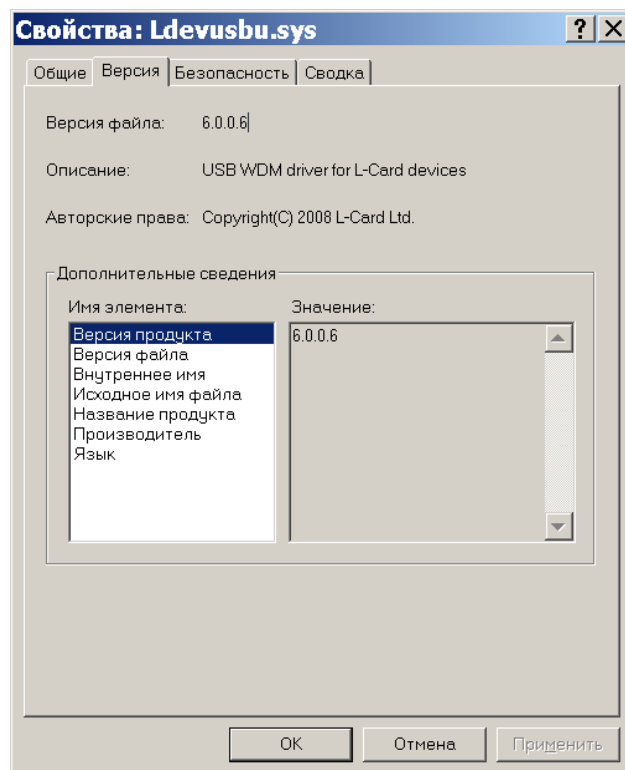 Свойства: Ldevusbu.sys
Общие Версия Безопасность Сводка
Версия файла: 6.0.0.6
Описание: USB WDM driver for L-Card devices
Авторские права: Copyright(C) 2008 L-Card Ltd.
Дополнительные сведения
Имя элемента: Значение:
Версия продукта 6.0.0.6
Версия файла
Внутреннее имя
Исходное имя файла
Название продукта
Производитель
Язык
OK Отмена Применить